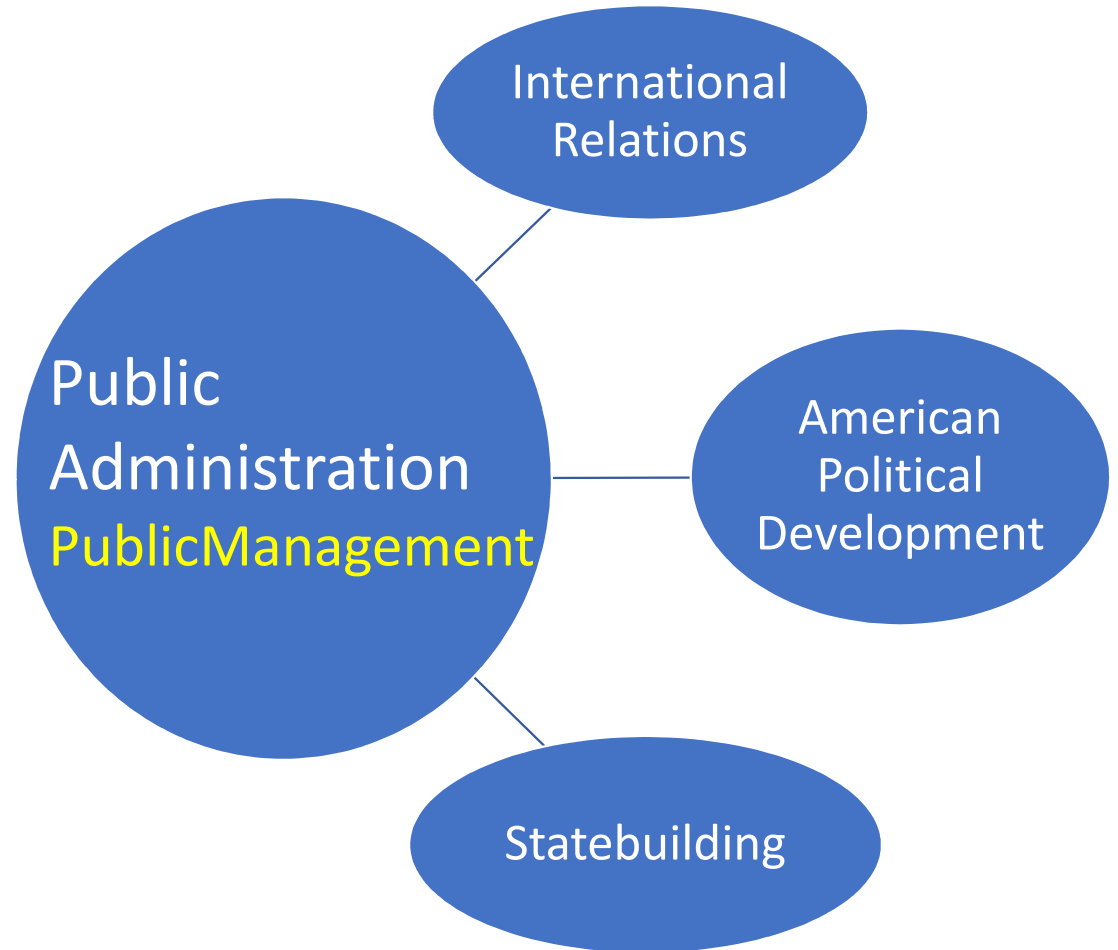 International
Relations
Public
Administration
PublicManagement
American
Political
Development
Statebuilding